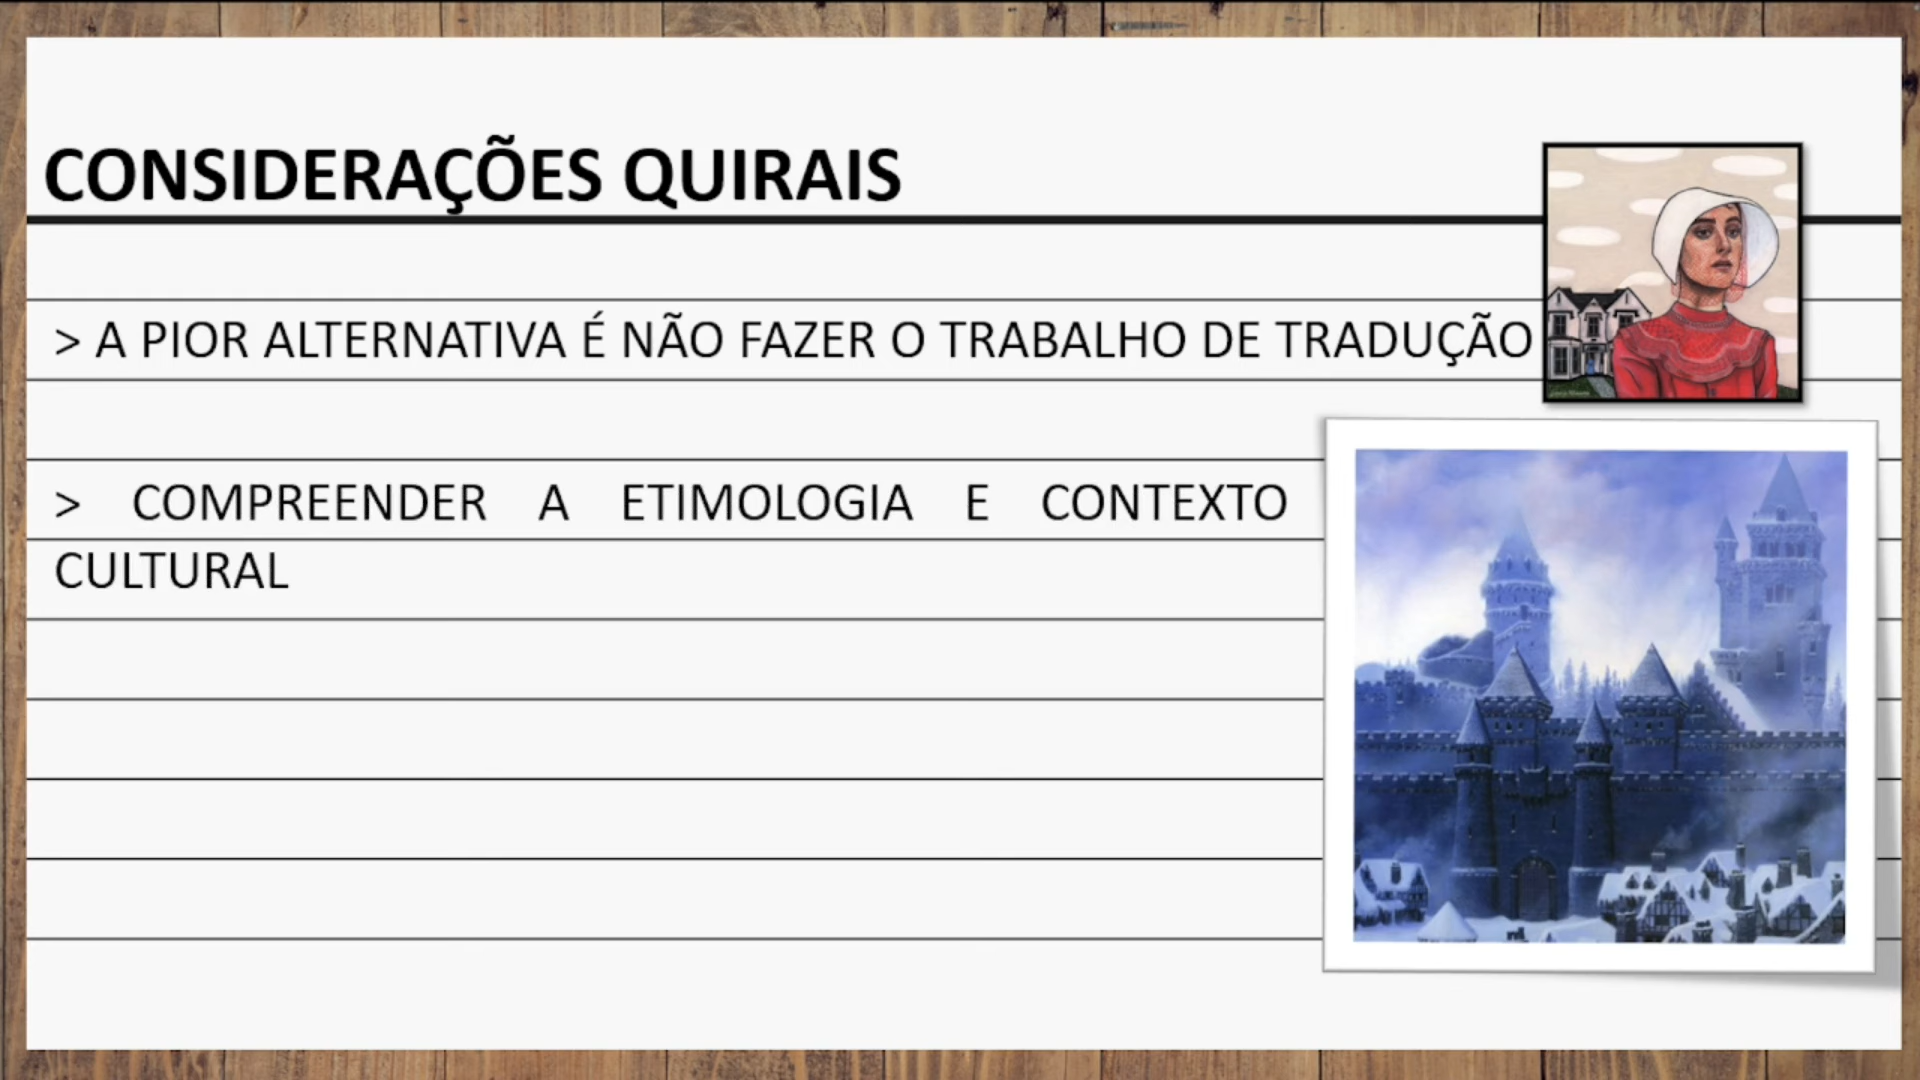 CONSIDERAÇÕES QUIRAIS
> A PIOR ALTERNATIVA É NÃO FAZER O TRABALHO DE TRADUÇÃO
> COMPREENDER A ETIMOLOGIA E CONTEXTO
CULTURAL